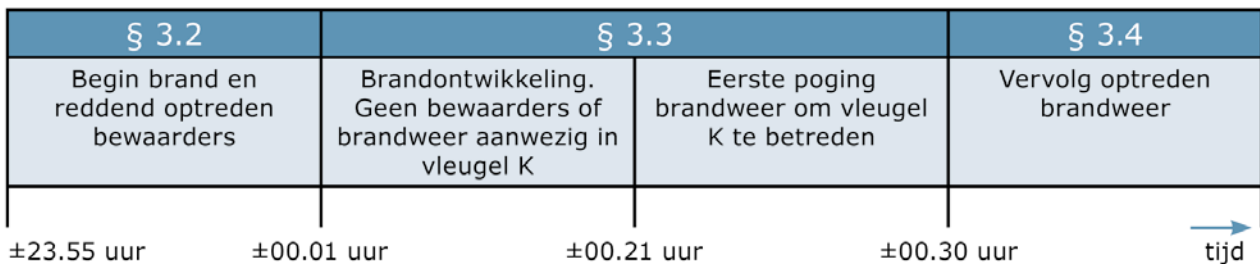 § 3.2
§ 3.3
§ 3.4
Begin brand en
reddend optreden
bewaarders
Brandontwikkeling.
Geen bewaarders of
brandweer aanwezig in
vleugel K
Eerste poging
brandweer om vleugel
K te betreden
Vervolg optreden
brandweer
±23.55 uur
±00.01 uur
±00.21 uur
±00.30 uur
tijd